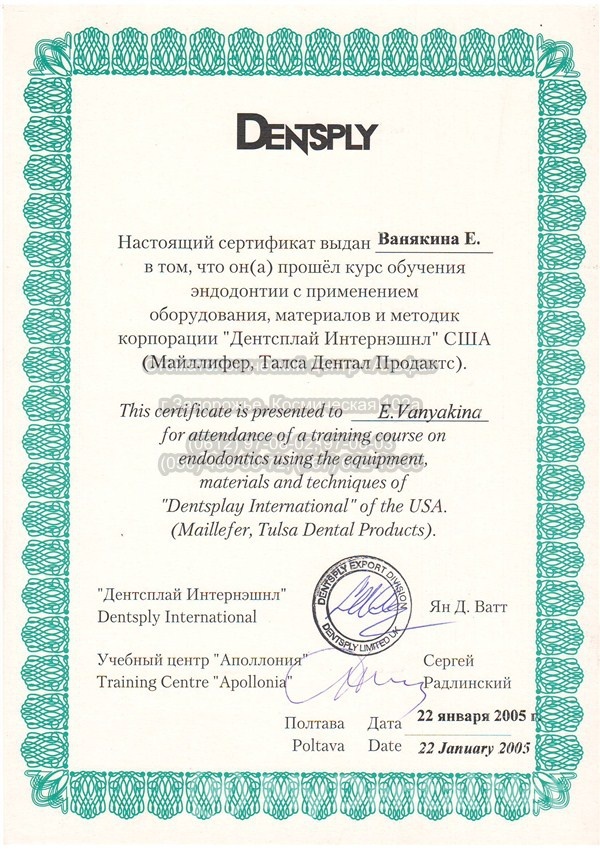 DENTSPLY
Настоящий сертификат выдан Ванякина Е.
в том, что он(а) прошёл курс обучения
эндодонтии с применением
оборудования, материалов и методик
корпорации "Дентсплай Интернэшнл" США
(Майллифер, Талса Дентал Продактс).
г.Запорожье, Космическая 102а
This certificate is presented to E.Vanyakina
for attendance of a training course on
endodontics using the equipment,
materials and techniques of
"Dentsplay International" of the USA.
(Maillefer, Tulsa Dental Products).
"Дентсплай Интернэшнл"
Dentsply International
DENTSPLY EXPORT DIVISION
DENTSPLY LIMITED UK
Ян Д. Ватт
Учебный центр "Аполлония"
Training Centre "Apollonia"
Сергей
Радлинский
Полтава Дата 22 января 2005 г.
Poltava Date 22 January 2005